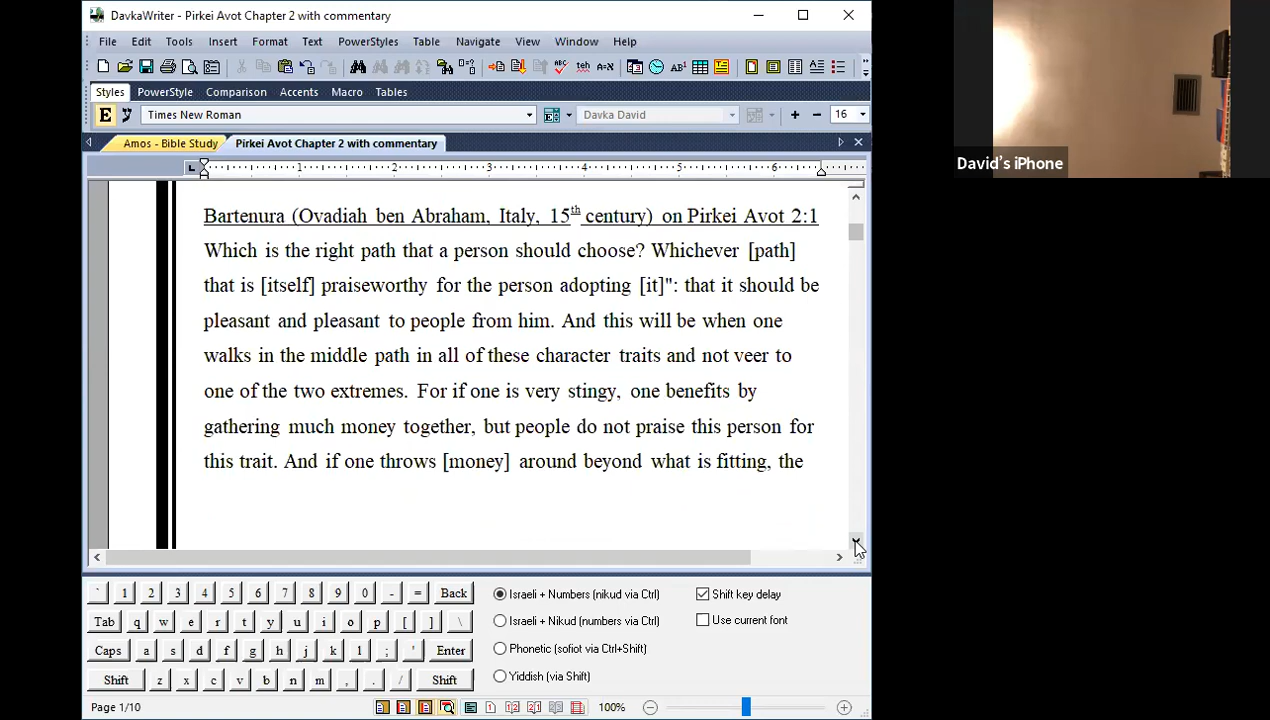 DavkaWriter - Pirkei Avot Chapter 2 with commentary
File Edit Tools Insert Format Text PowerStyles Table Navigate View Window Help
Styles PowerStyle Comparison Accents Macro Tables
E Times New Roman Davka David 16
Amos - Bible Study Pirkei Avot Chapter 2 with commentary
1 2 3 4 5 6
Bartenura (Ovadiah ben Abraham, Italy, 15th century) on Pirkei Avot 2:1
Which is the right path that a person should choose? Whichever [path]
that is [itself] praiseworthy for the person adopting [it]": that it should be
pleasant and pleasant to people from him. And this will be when one
walks in the middle path in all of these character traits and not veer to
one of the two extremes. For if one is very stingy, one benefits by
gathering much money together, but people do not praise this person for
this trait. And if one throws [money] around beyond what is fitting, the
` 1 2 3 4 5 6 7 8 9 0 - = Back
Tab q w e r t y u i o p [ ] \
Caps a s d f g h j k l ; ' Enter
Shift z x c v b n m , . / Shift
Israeli + Numbers (nikud via Ctrl)
Israeli + Nikud (numbers via Ctrl)
Phonetic (sofiot via Ctrl+Shift)
Yiddish (via Shift)
Shift key delay
Use current font
Page 1/10 100%
David's iPhone